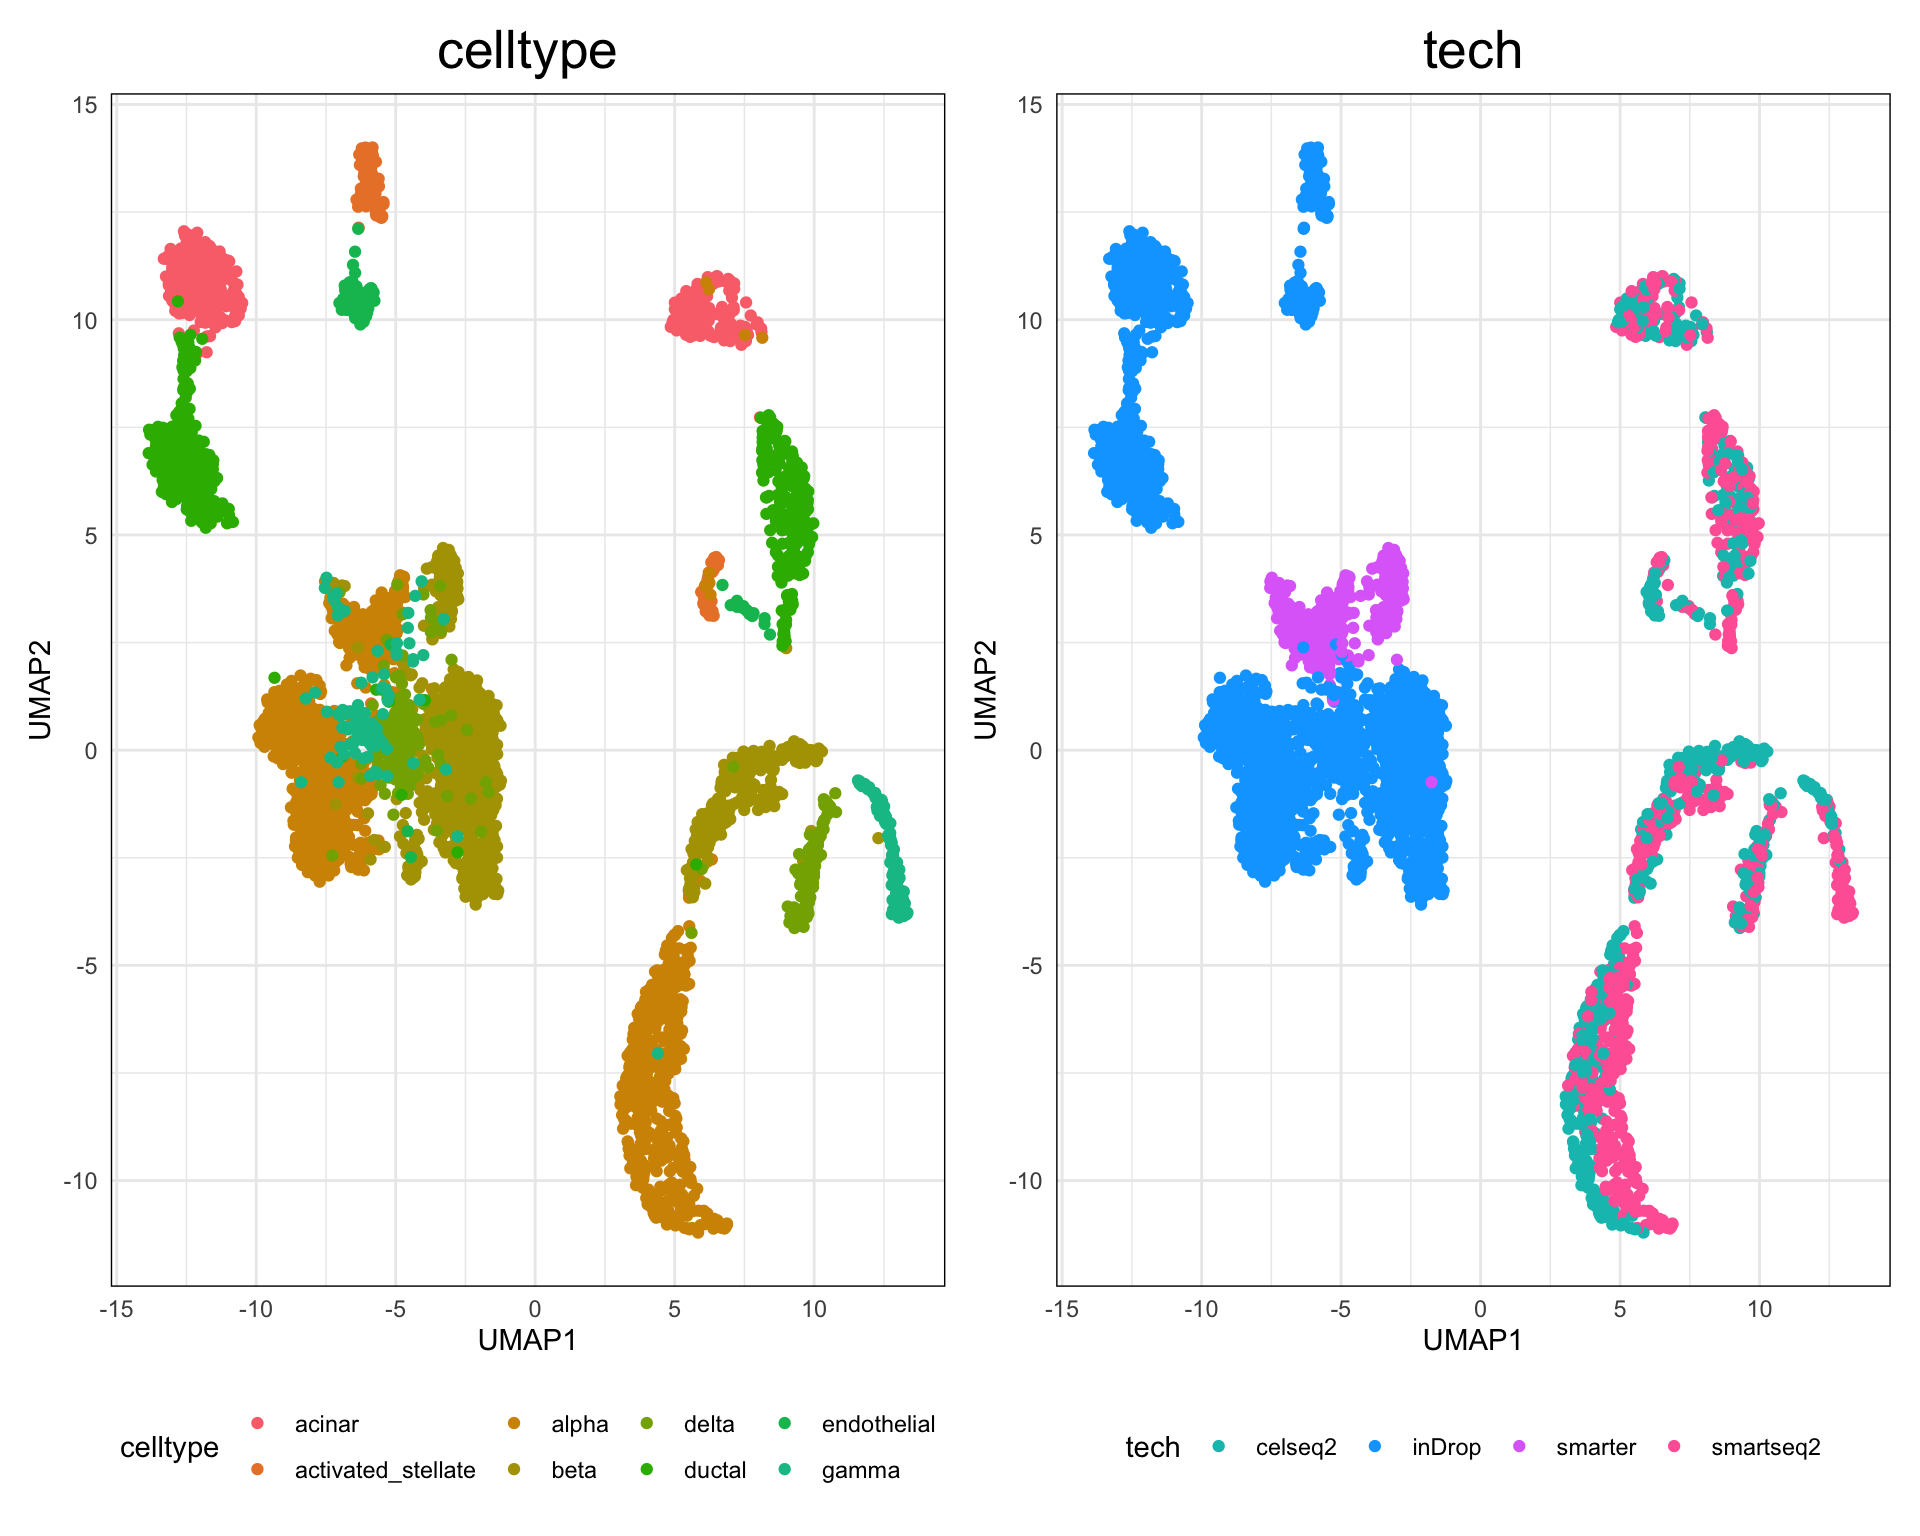 celltype
tech
15
10
5
0
-5
-10
UMAP2
-15
-10
-5
0
5
10
UMAP1
15
10
5
0
-5
-10
UMAP2
-15
-10
-5
0
5
10
UMAP1
celltype
acinar
alpha
delta
endothelial
activated_stellate
beta
ductal
gamma
tech
celseq2
inDrop
smarter
smartseq2